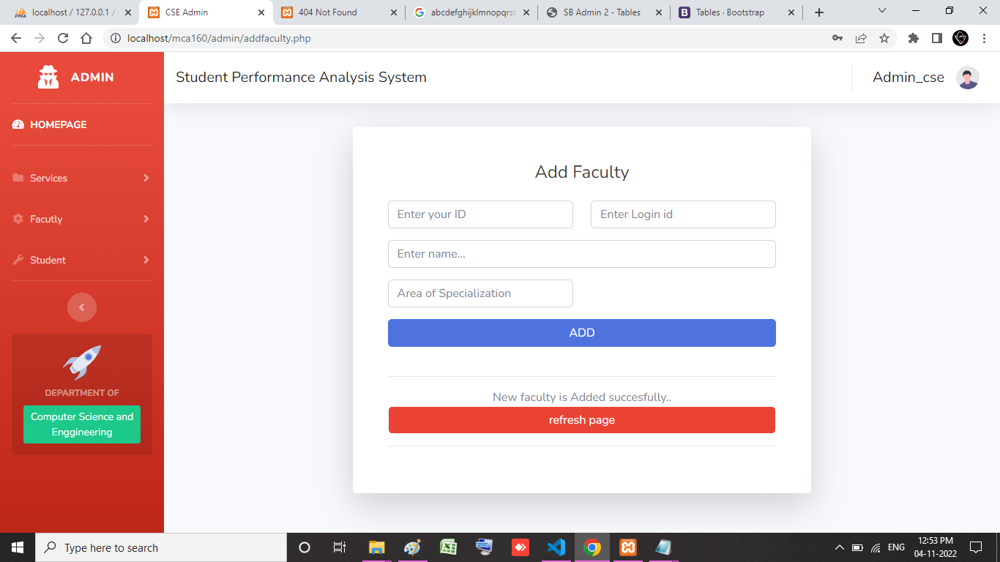 localhost / 127.0.0.1 /
CSE Admin
404 Not Found
abcdefghijklmnopqrst
SB Admin 2 - Tables
Tables · Bootstrap
localhost/mca160/admin/addfaculty.php
ADMIN
Student Performance Analysis System
Admin_cse
HOMEPAGE
Services
Facutly
Student
DEPARTMENT OF
Computer Science and
Enggineering
Add Faculty
Enter your ID
Enter Login id
Enter name...
Area of Specialization
ADD
New faculty is Added succesfully..
refresh page
Type here to search
ENG
12:53 PM
04-11-2022